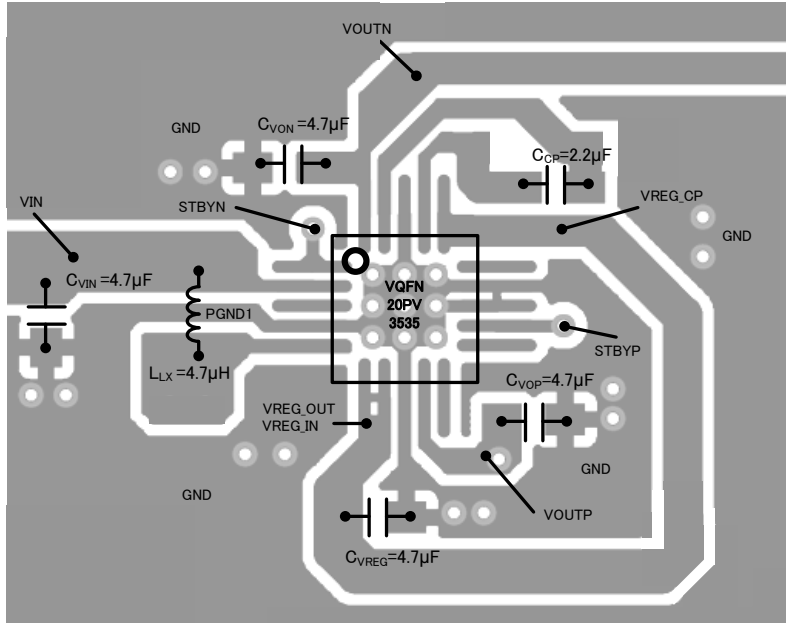 VOUTN
GND
CVON =4.7μF
CCP=2.2μF
VIN
STBYN
VREG_CP
GND
CVIN =4.7μF
VQFN
20PV
3535
PGND1
STBYP
LLX =4.7μH
CVOP=4.7μF
VREG_OUT
VREG_IN
GND
GND
VOUTP
CVREG=4.7μF